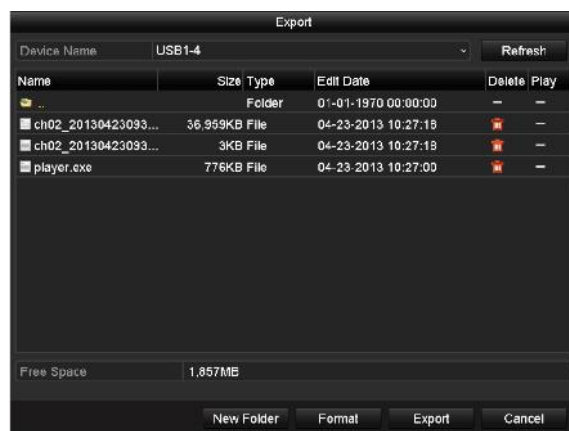 Export
Device Name USB1-4 Refresh
Name Size Type Edit Date Delete Play
.. Folder 01-01-1970 00:00:00 – –
ch02_20130423093... 36,959KB File 04-23-2013 10:27:18 –
ch02_20130423093... 3KB File 04-23-2013 10:27:18 –
player.exe 776KB File 04-23-2013 10:27:00 –
Free Space 1,857MB
New Folder Format Export Cancel